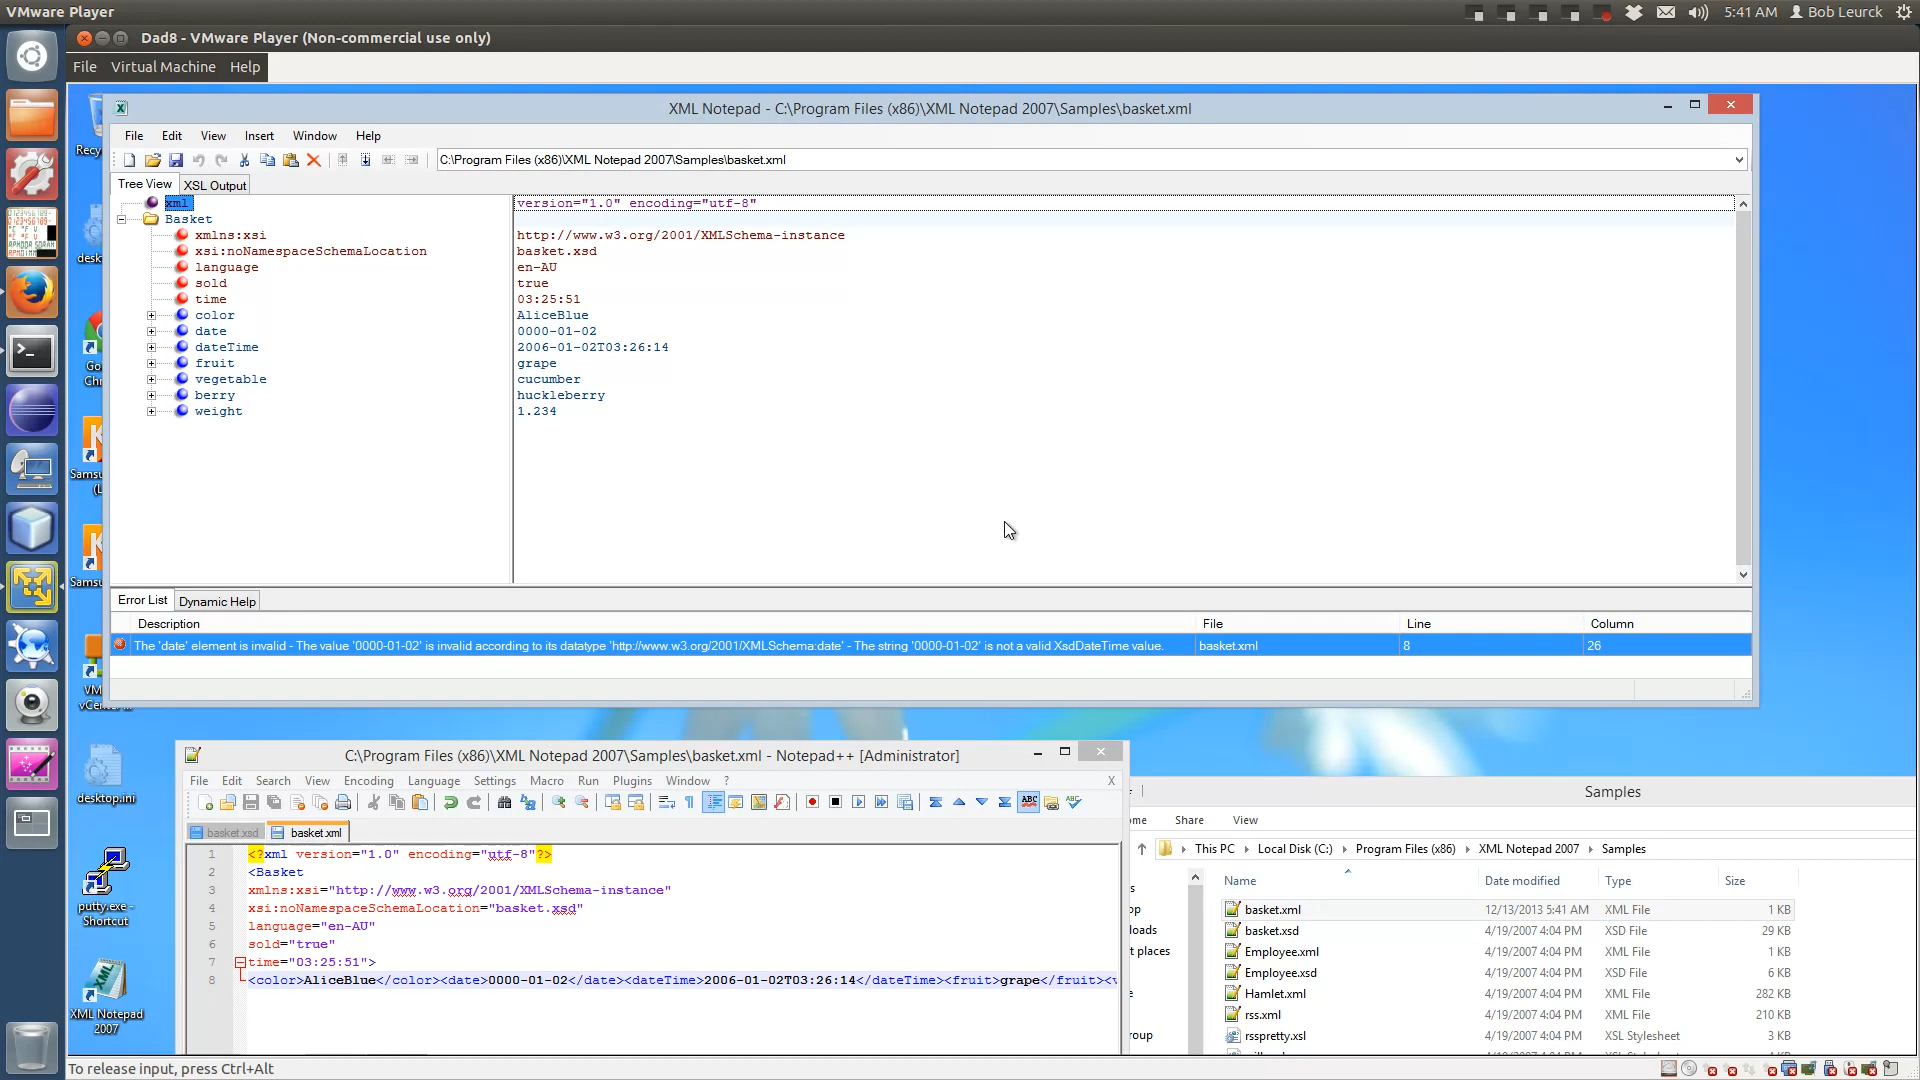 VMware Player
5:41 AM Bob Leurck
Dad8 - VMware Player (Non-commercial use only)
File Virtual Machine Help
XML Notepad - C:\Program Files (x86)\XML Notepad 2007\Samples\basket.xml
File Edit View Insert Window Help
C:\Program Files (x86)\XML Notepad 2007\Samples\basket.xml
Tree View XSL Output
xml version="1.0" encoding="utf-8"
Basket
xmlns:xsi http://www.w3.org/2001/XMLSchema-instance
xsi:noNamespaceSchemaLocation basket.xsd
language en-AU
sold true
time 03:25:51
color AliceBlue
date 0000-01-02
dateTime 2006-01-02T03:26:14
fruit grape
vegetable cucumber
berry huckleberry
weight 1.234
Error List Dynamic Help
Description File Line Column
The 'date' element is invalid - The value '0000-01-02' is invalid according to its datatype 'http://www.w3.org/2001/XMLSchema:date' - The string '0000-01-02' is not a valid XsdDateTime value. basket.xml 8 26
C:\Program Files (x86)\XML Notepad 2007\Samples\basket.xml - Notepad++ [Administrator]
File Edit Search View Encoding Language Settings Macro Run Plugins Window ? X
basket.xsd basket.xml
1 <?xml version="1.0" encoding="utf-8"?>
2 <Basket
3 xmlns:xsi="http://www.w3.org/2001/XMLSchema-instance"
4 xsi:noNamespaceSchemaLocation="basket.xsd"
5 language="en-AU"
6 sold="true"
7 time="03:25:51">
8 <color>AliceBlue</color><date>0000-01-02</date><dateTime>2006-01-02T03:26:14</dateTime><fruit>grape</fruit><v
Samples
ome Share View
This PC Local Disk (C:) Program Files (x86) XML Notepad 2007 Samples
Name Date modified Type Size
basket.xml 12/13/2013 5:41 AM XML File 1 KB
basket.xsd 4/19/2007 4:04 PM XSD File 29 KB
Employee.xml 4/19/2007 4:04 PM XML File 1 KB
Employee.xsd 4/19/2007 4:04 PM XSD File 6 KB
Hamlet.xml 4/19/2007 4:04 PM XML File 282 KB
rss.xml 4/19/2007 4:04 PM XML File 210 KB
rsspretty.xsl 4/19/2007 4:04 PM XSL Stylesheet 3 KB
s
op
loads
t places
e
roup
Recy
desk
Go
Chr
Samsu
(L
Samsu
VM
vCenter ...
desktop.ini
putty.exe -
Shortcut
XML Notepad
2007
To release input, press Ctrl+Alt